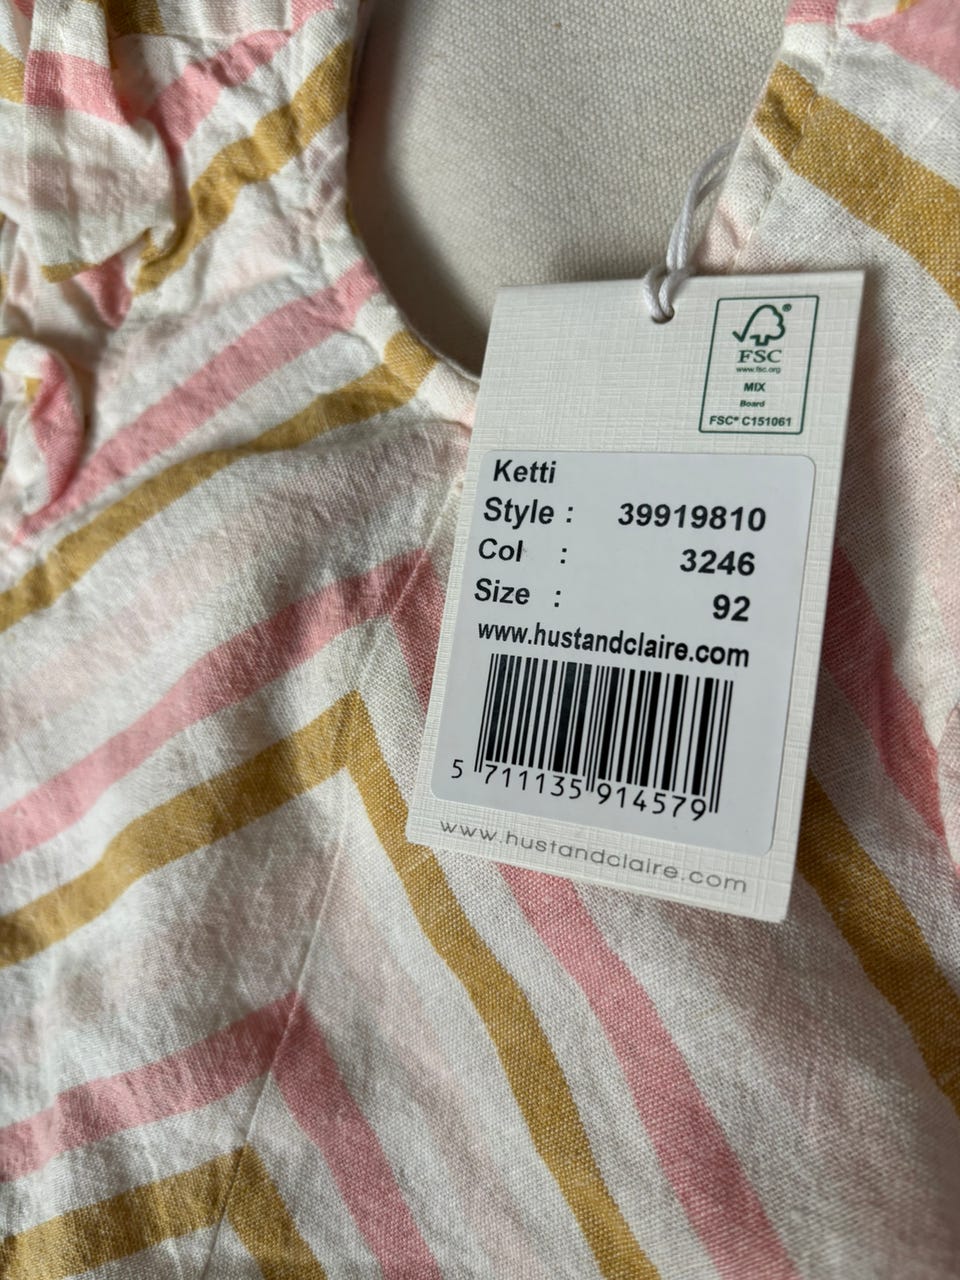 FSC®
www.fsc.org
MIX
Board
FSC® C151061
Ketti
Style : 39919810
Col : 3246
Size : 92
www.hustandclaire.com
5 711135 914579
www.hustandclaire.com